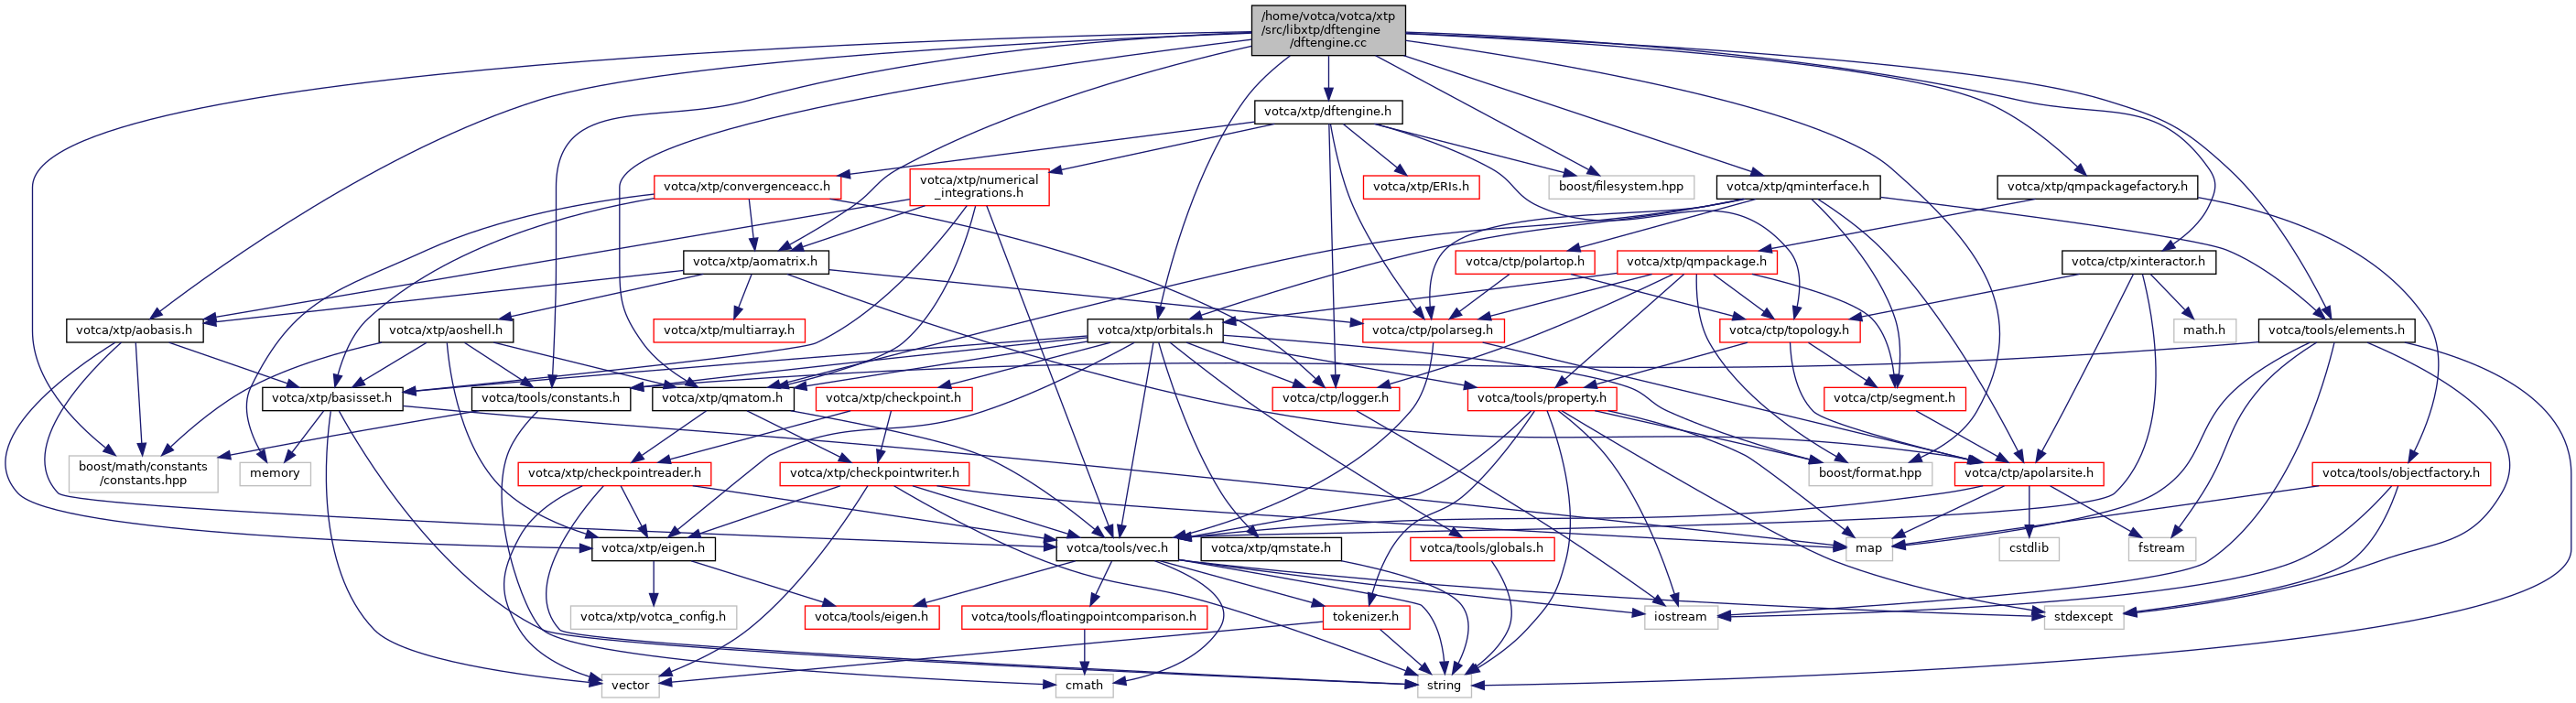 /home/votca/votca/xtp
/src/libxtp/dftengine
/dftengine.cc
votca/xtp/dftengine.h
votca/xtp/convergenceacc.h
votca/xtp/numerical
_integrations.h
votca/xtp/ERIs.h
boost/filesystem.hpp
votca/xtp/qminterface.h
votca/xtp/qmpackagefactory.h
votca/xtp/aomatrix.h
votca/ctp/polartop.h
votca/xtp/qmpackage.h
votca/ctp/xinteractor.h
votca/xtp/aobasis.h
votca/xtp/aoshell.h
votca/xtp/multiarray.h
votca/xtp/orbitals.h
votca/ctp/polarseg.h
votca/ctp/topology.h
math.h
votca/tools/elements.h
votca/xtp/basisset.h
votca/tools/constants.h
votca/xtp/qmatom.h
votca/xtp/checkpoint.h
votca/ctp/logger.h
votca/tools/property.h
votca/ctp/segment.h
boost/math/constants
/constants.hpp
memory
votca/xtp/checkpointreader.h
votca/xtp/checkpointwriter.h
boost/format.hpp
votca/ctp/apolarsite.h
votca/tools/objectfactory.h
votca/xtp/eigen.h
votca/tools/vec.h
votca/xtp/qmstate.h
votca/tools/globals.h
map
cstdlib
fstream
votca/xtp/votca_config.h
votca/tools/eigen.h
votca/tools/floatingpointcomparison.h
tokenizer.h
iostream
stdexcept
vector
cmath
string